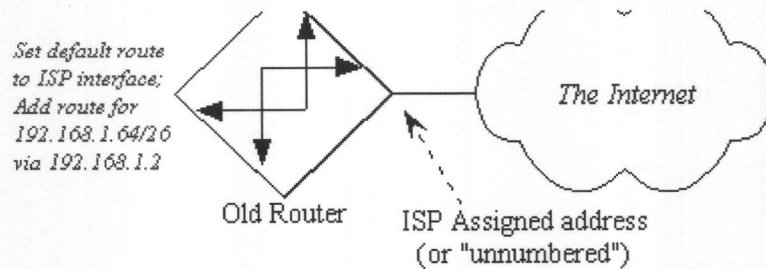 Set default route
to ISP interface;
Add route for
192.168.1.64/26
via 192.168.1.2
The Internet
Old Router
ISP Assigned address
(or "unnumbered")